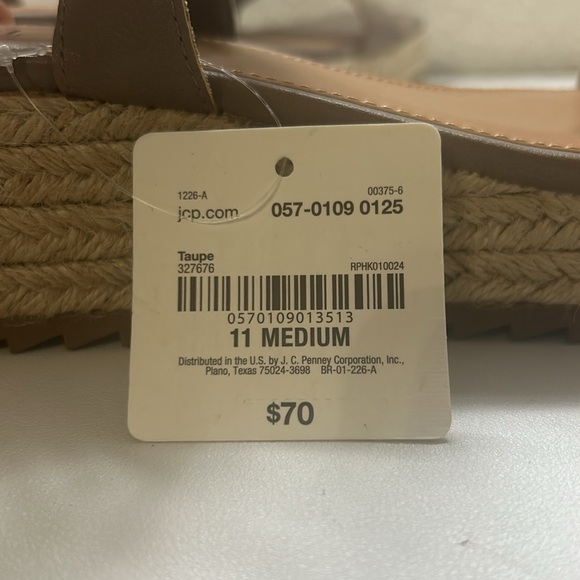 1226-A 00375-6
jcp.com 057-0109 0125
Taupe
327676 RPHK010024
0570109013513
11 MEDIUM
Distributed in the U.S. by J. C. Penney Corporation, Inc.,
Plano, Texas 75024-3698 BR-01-226-A
$70